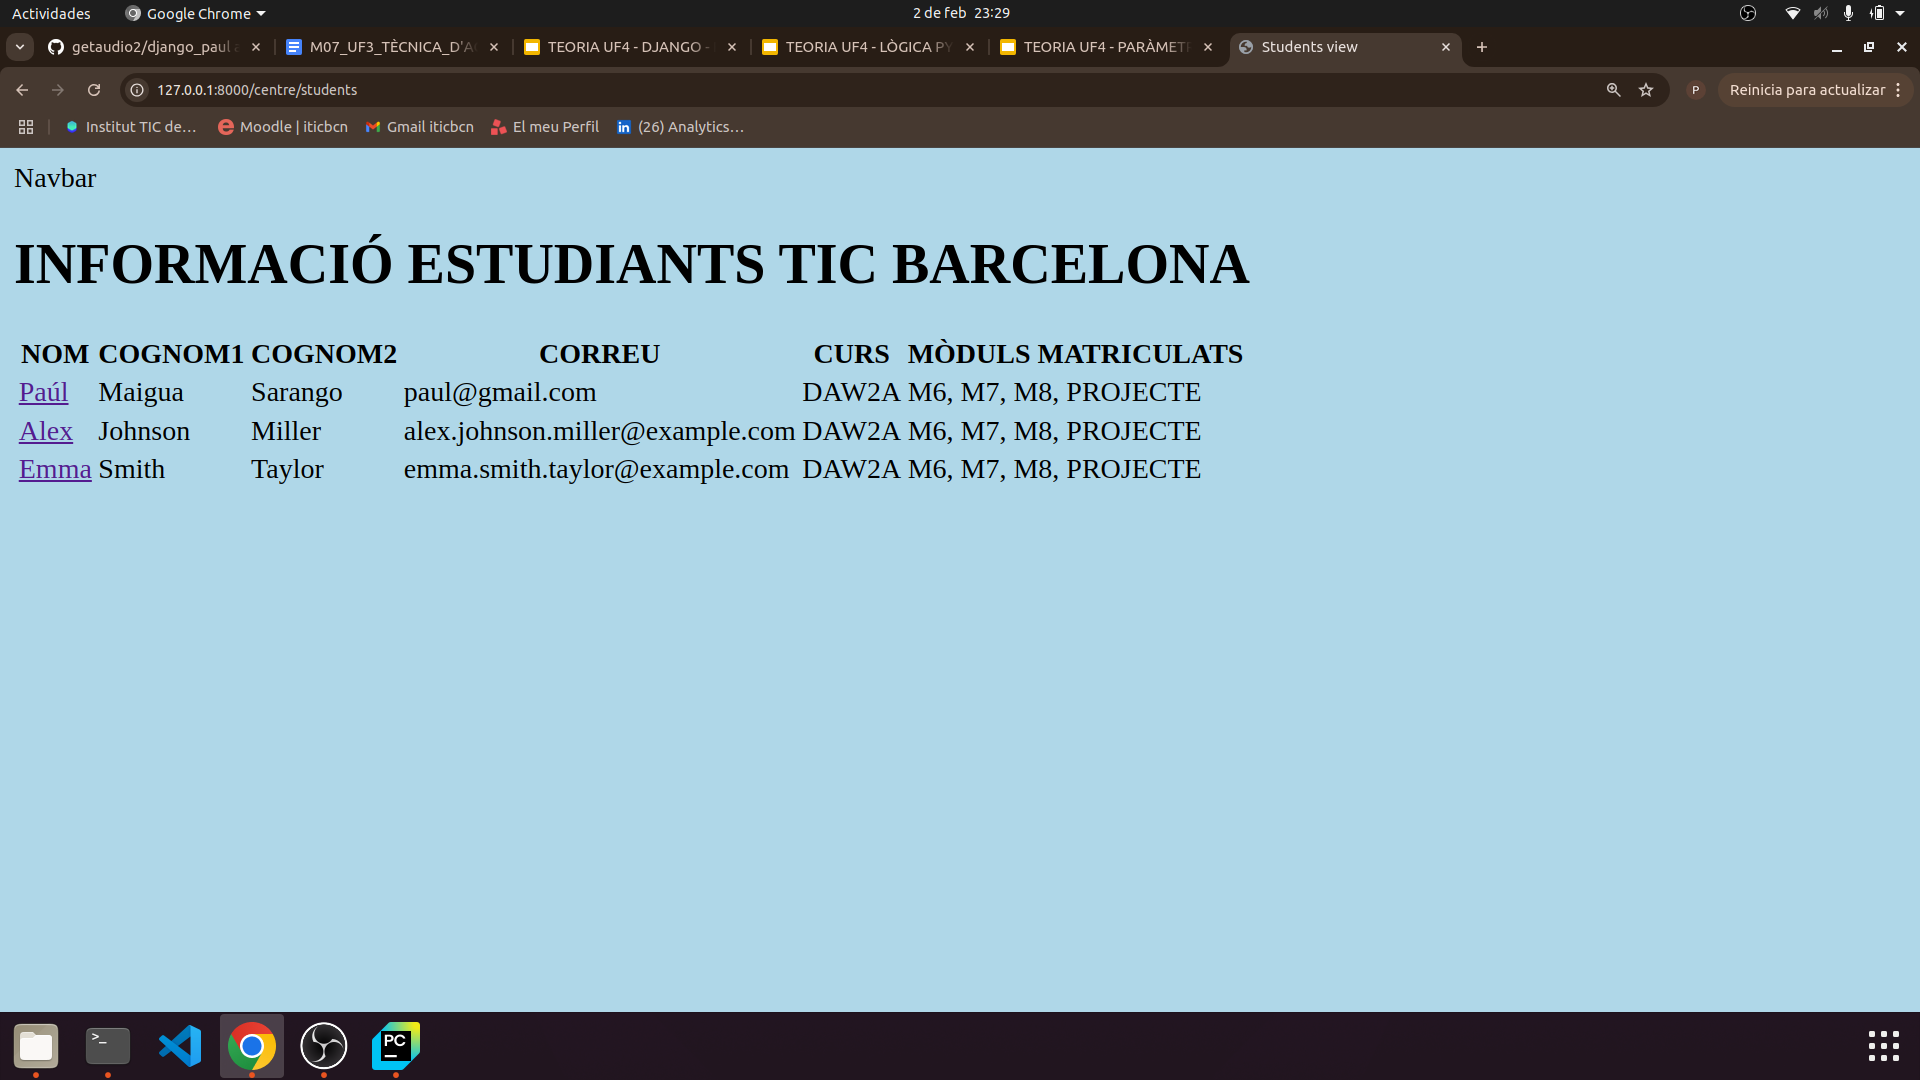 Actividades Google Chrome 2 de feb 23:29
getaudio2/django_paul M07_UF3_TÈCNICA_D'A TEORIA UF4 - DJANGO - TEORIA UF4 - LÒGICA PY TEORIA UF4 - PARÀMET Students view
127.0.0.1:8000/centre/students P Reinicia para actualizar
Institut TIC de… Moodle | iticbcn Gmail iticbcn El meu Perfil (26) Analytics…
Navbar
INFORMACIÓ ESTUDIANTS TIC BARCELONA
NOM COGNOM1 COGNOM2 CORREU CURS MÒDULS MATRICULATS
Paúl Maigua Sarango paul@gmail.com DAW2A M6, M7, M8, PROJECTE
Alex Johnson Miller alex.johnson.miller@example.com DAW2A M6, M7, M8, PROJECTE
Emma Smith Taylor emma.smith.taylor@example.com DAW2A M6, M7, M8, PROJECTE
>_ PC